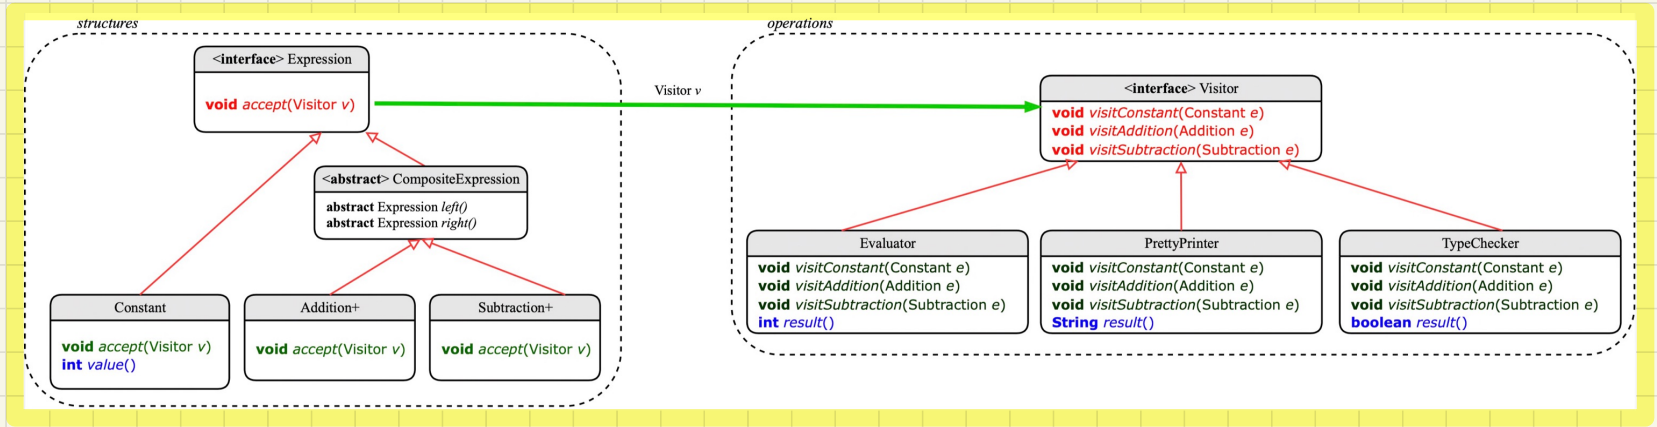 structures
<interface> Expression
void accept(Visitor v)
<abstract> CompositeExpression
abstract Expression left()
abstract Expression right()
Constant
void accept(Visitor v)
int value()
Addition+
void accept(Visitor v)
Subtraction+
void accept(Visitor v)
Visitor v
operations
<interface> Visitor
void visitConstant(Constant e)
void visitAddition(Addition e)
void visitSubtraction(Subtraction e)
Evaluator
void visitConstant(Constant e)
void visitAddition(Addition e)
void visitSubtraction(Subtraction e)
int result()
PrettyPrinter
void visitConstant(Constant e)
void visitAddition(Addition e)
void visitSubtraction(Subtraction e)
String result()
TypeChecker
void visitConstant(Constant e)
void visitAddition(Addition e)
void visitSubtraction(Subtraction e)
boolean result()